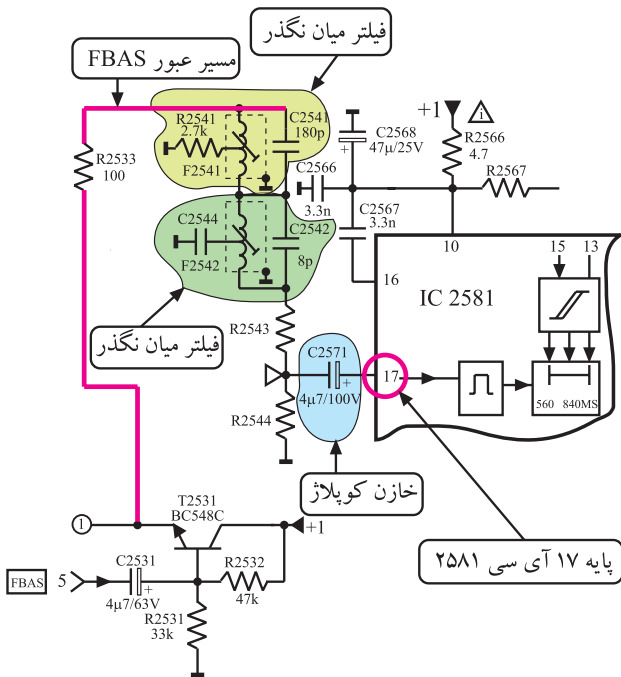 فیلتر میان نگذر
مسیر عبور FBAS
R2541
2.7k
F2541
C2541
180p
R2533
100
C2568
47µ/25V
+
+1
i
R2566
4.7
R2567
C2566
3.3n
C2567
3.3n
C2544
F2542
C2542
8p
10
15
13
16
IC 2581
فیلتر میان نگذر
R2543
C2571
+
4µ7/100V
17
560
840MS
R2544
خازن کوپلاژ
پایه ۱۷ آی سی ۲۵۸۱
T2531
BC548C
1
+1
C2531
+
4µ7/63V
R2532
47k
FBAS
5
R2531
33k